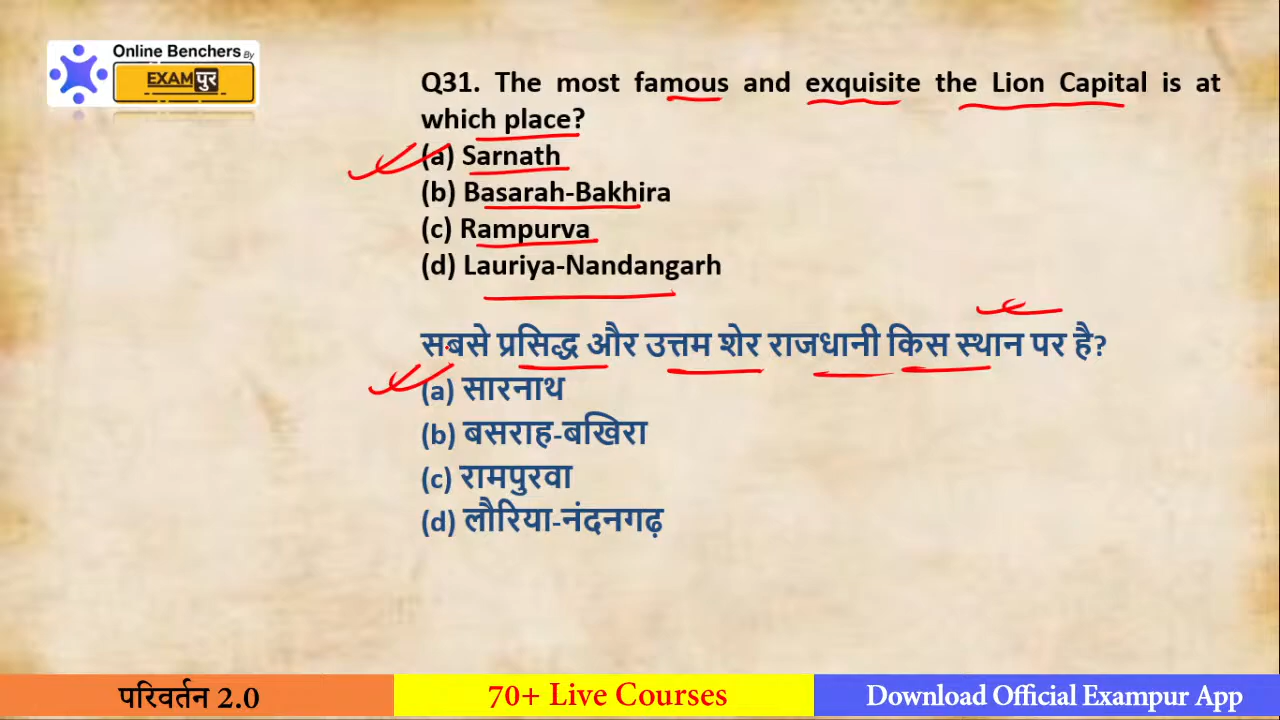 Online Benchers By
EXAMपुर
Q31. The most famous and exquisite the Lion Capital is at
which place?
(a) Sarnath
(b) Basarah-Bakhira
(c) Rampurva
(d) Lauriya-Nandangarh
सबसे प्रसिद्ध और उत्तम शेर राजधानी किस स्थान पर है?
(a) सारनाथ
(b) बसराह-बखिरा
(c) रामपुरवा
(d) लौरिया-नंदनगढ़
परिवर्तन 2.0
70+ Live Courses
Download Official Exampur App